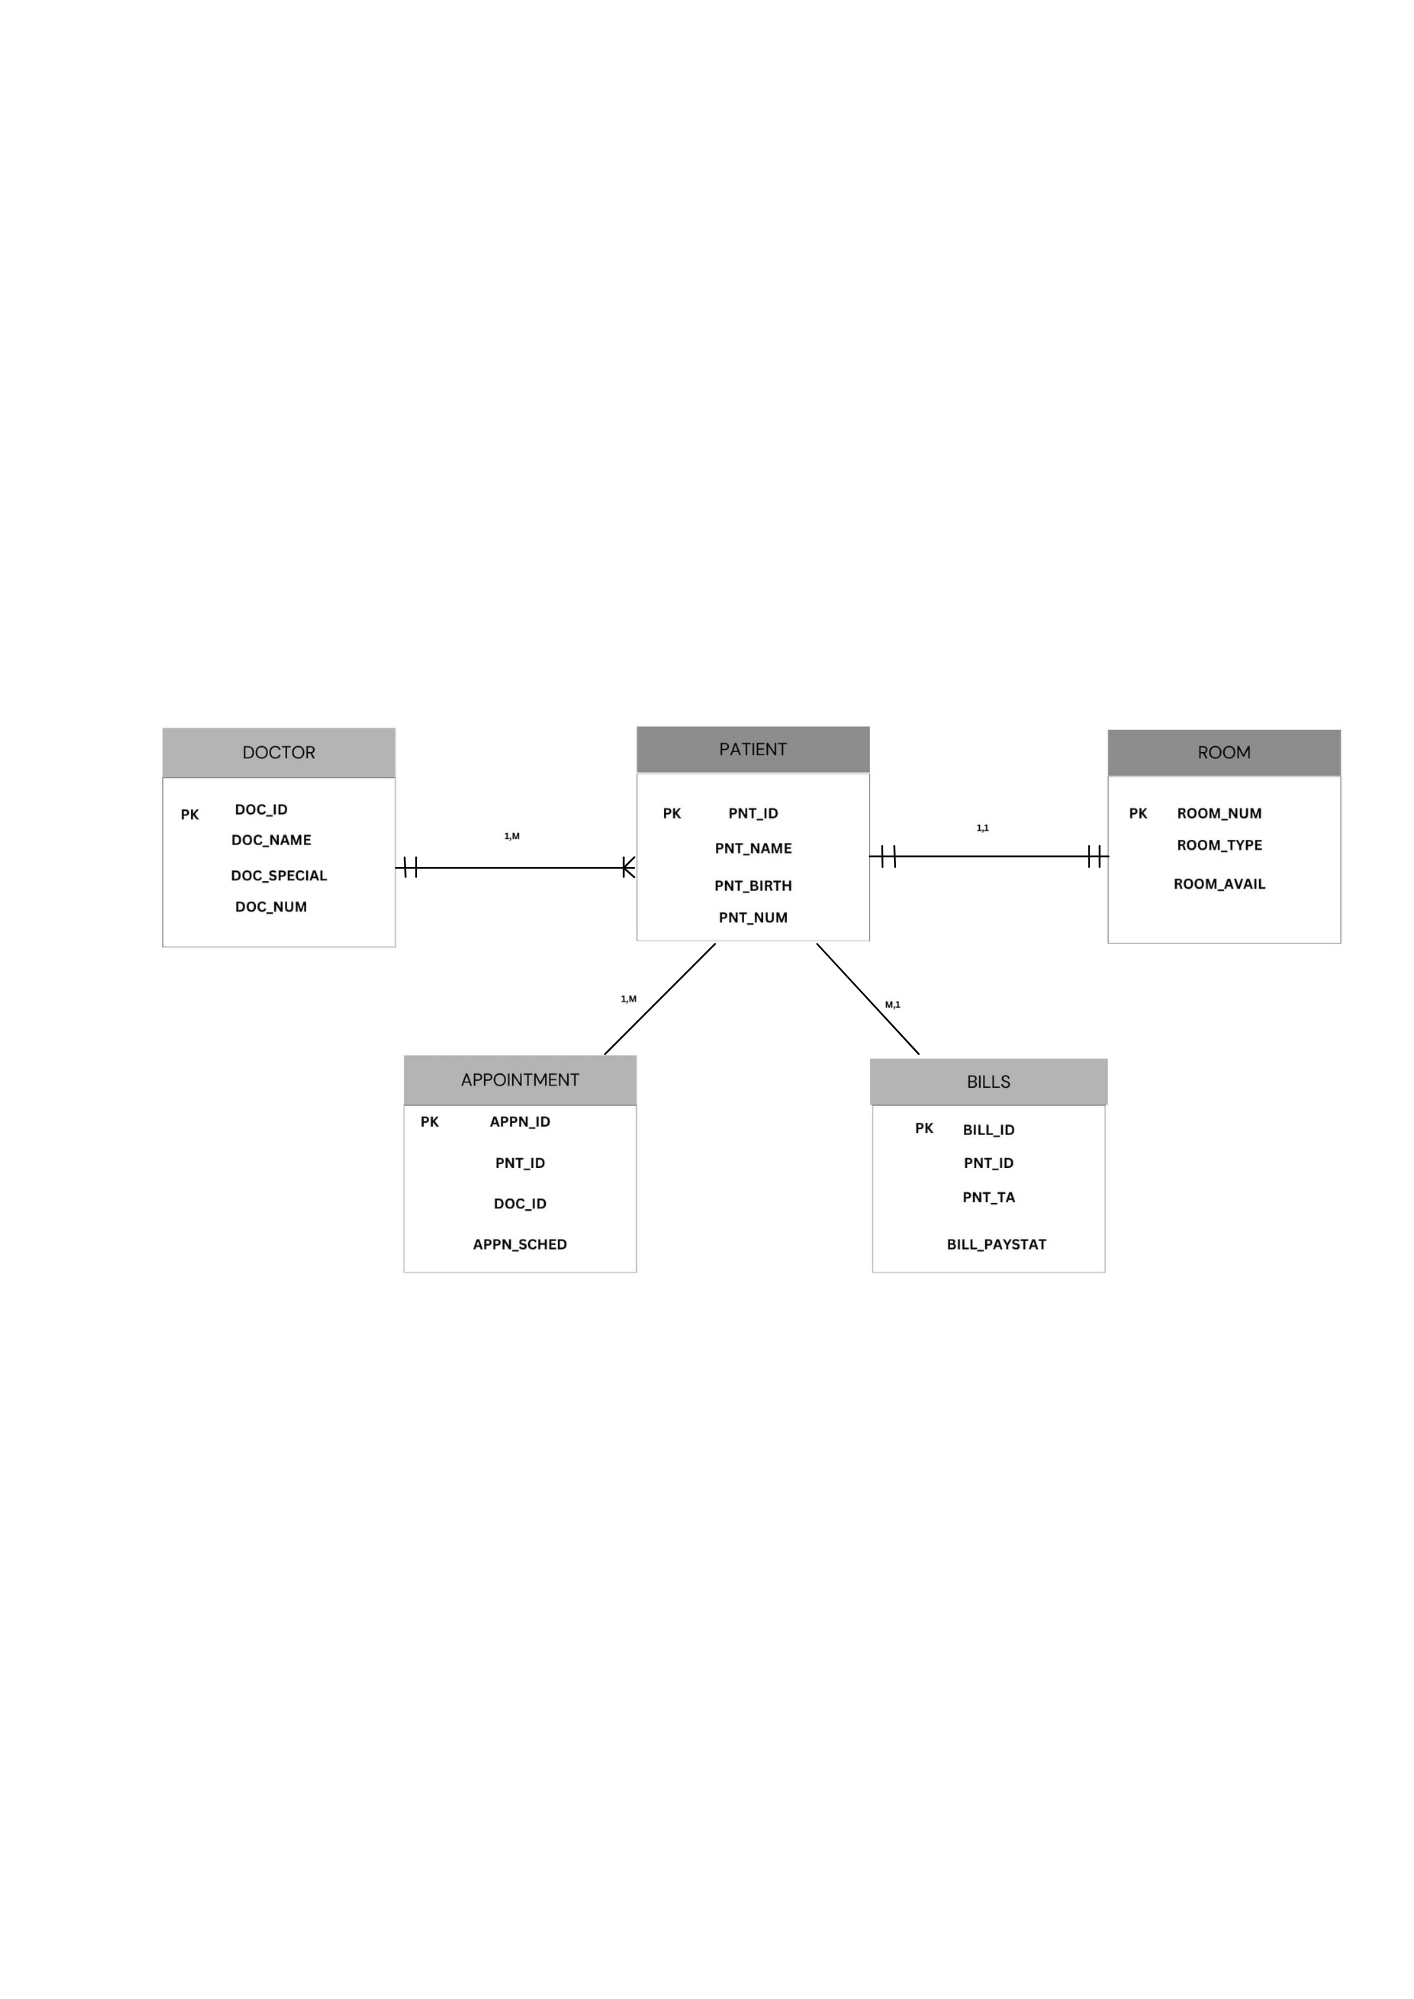 DOCTOR
PK DOC_ID
DOC_NAME
DOC_SPECIAL
DOC_NUM
1,M
PATIENT
PK PNT_ID
PNT_NAME
PNT_BIRTH
PNT_NUM
1,1
ROOM
PK ROOM_NUM
ROOM_TYPE
ROOM_AVAIL
1,M
M,1
APPOINTMENT
PK APPN_ID
PNT_ID
DOC_ID
APPN_SCHED
BILLS
PK BILL_ID
PNT_ID
PNT_TA
BILL_PAYSTAT